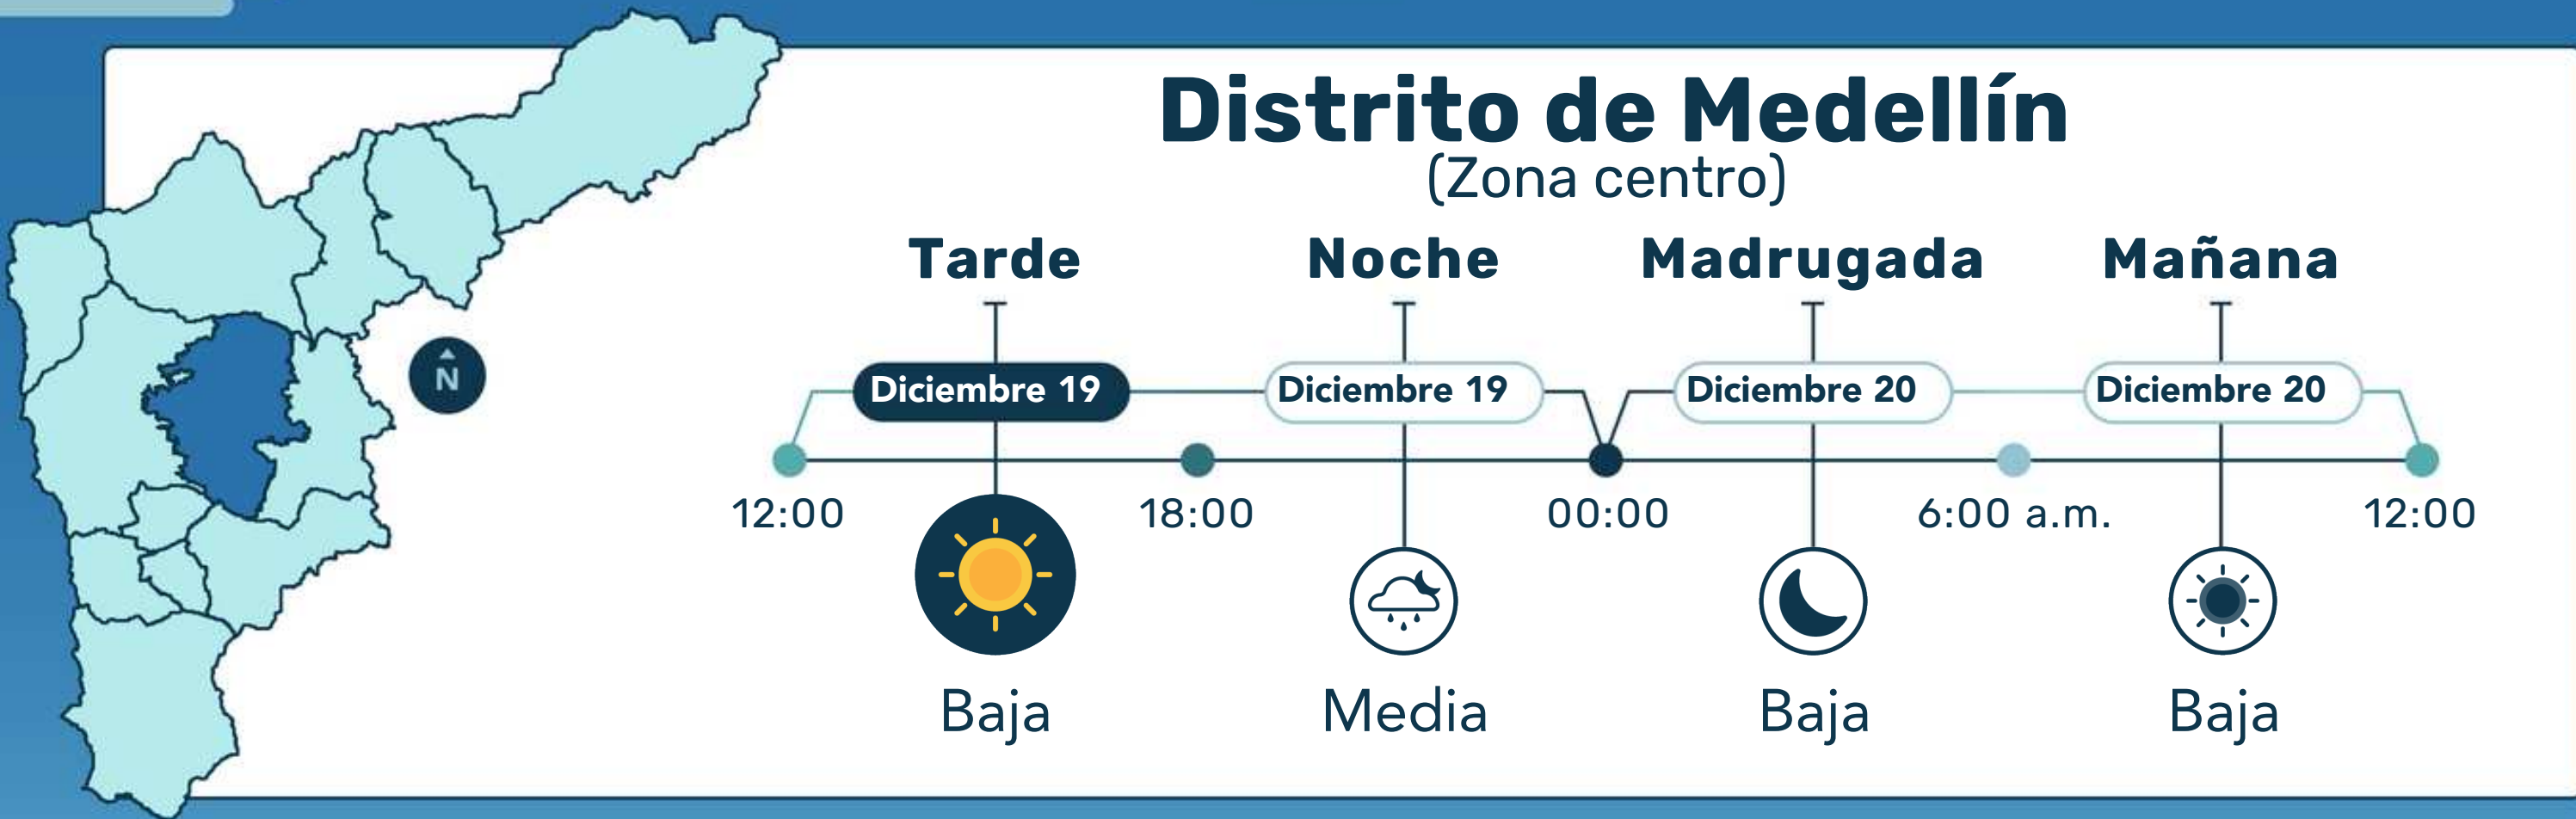 Distrito de Medellín
(Zona centro)
Tarde Noche Madrugada Mañana
Diciembre 19 Diciembre 19 Diciembre 20 Diciembre 20
N
12:00 18:00 00:00 6:00 a.m. 12:00
Baja Media Baja Baja